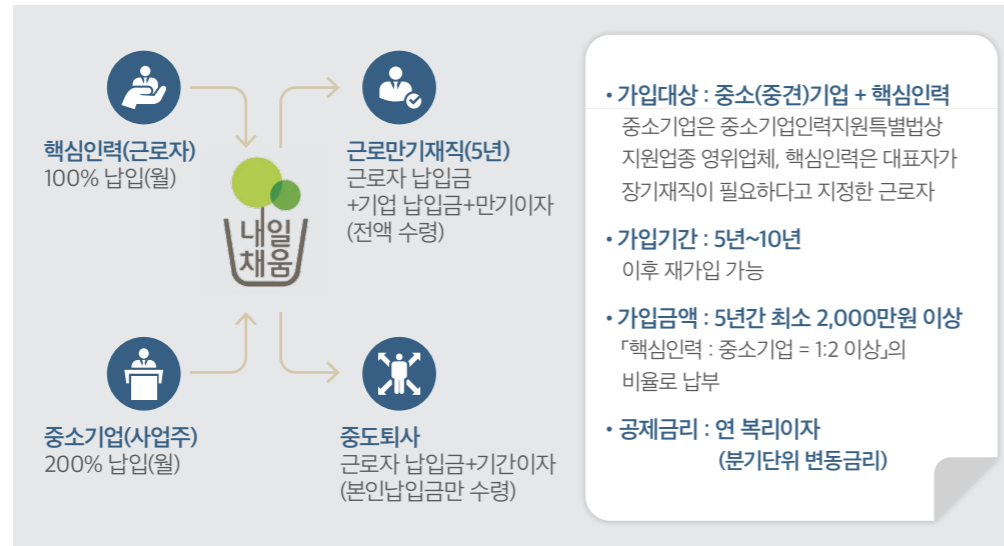 핵심인력(근로자)
100% 납입(월)
근로만기재직(5년)
근로자 납입금
+기업 납입금+만기이자
(전액 수령)
내일
채움
중소기업(사업주)
200% 납입(월)
중도퇴사
근로자 납입금+기간이자
(본인납입금만 수령)
• 가입대상 : 중소(중견)기업 + 핵심인력
중소기업은 중소기업인력지원특별법상
지원업종 영위업체, 핵심인력은 대표자가
장기재직이 필요하다고 지정한 근로자
• 가입기간 : 5년~10년
이후 재가입 가능
• 가입금액 : 5년간 최소 2,000만원 이상
「핵심인력 : 중소기업 = 1:2 이상」의
비율로 납부
• 공제금리 : 연 복리이자
(분기단위 변동금리)